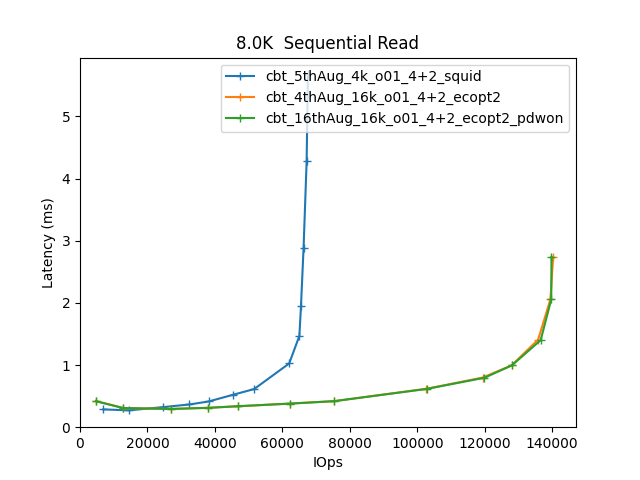 8.0K  Sequential Read
cbt_5thAug_4k_o01_4+2_squid
cbt_4thAug_16k_o01_4+2_ecopt2
cbt_16thAug_16k_o01_4+2_ecopt2_pdwon
Latency (ms)
5
4
3
2
1
0
0 20000 40000 60000 80000 100000 120000 140000
IOps